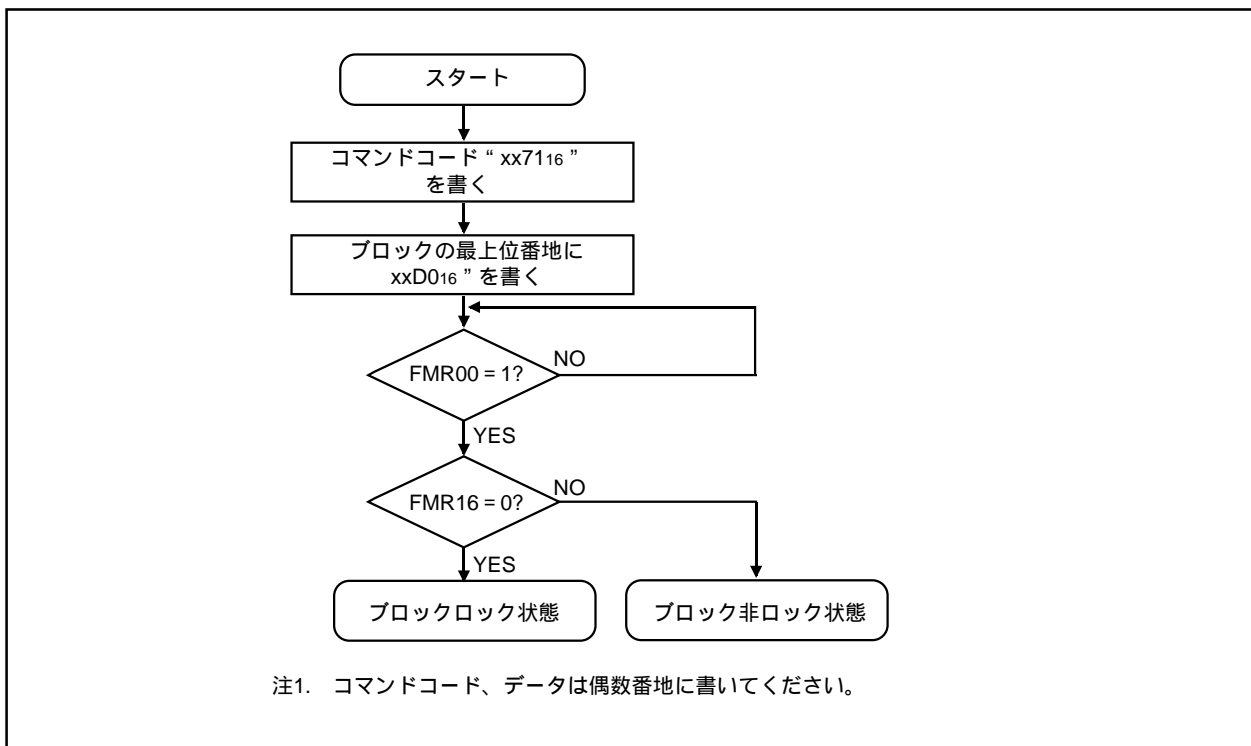 スタート
コマンドコード “ xx7116 ”
を書く
ブロックの最上位番地に
xxD016 ” を書く
FMR00 = 1?
NO
YES
FMR16 = 0?
NO
YES
ブロックロック状態
ブロック非ロック状態
注1. コマンドコード、データは偶数番地に書いてください。